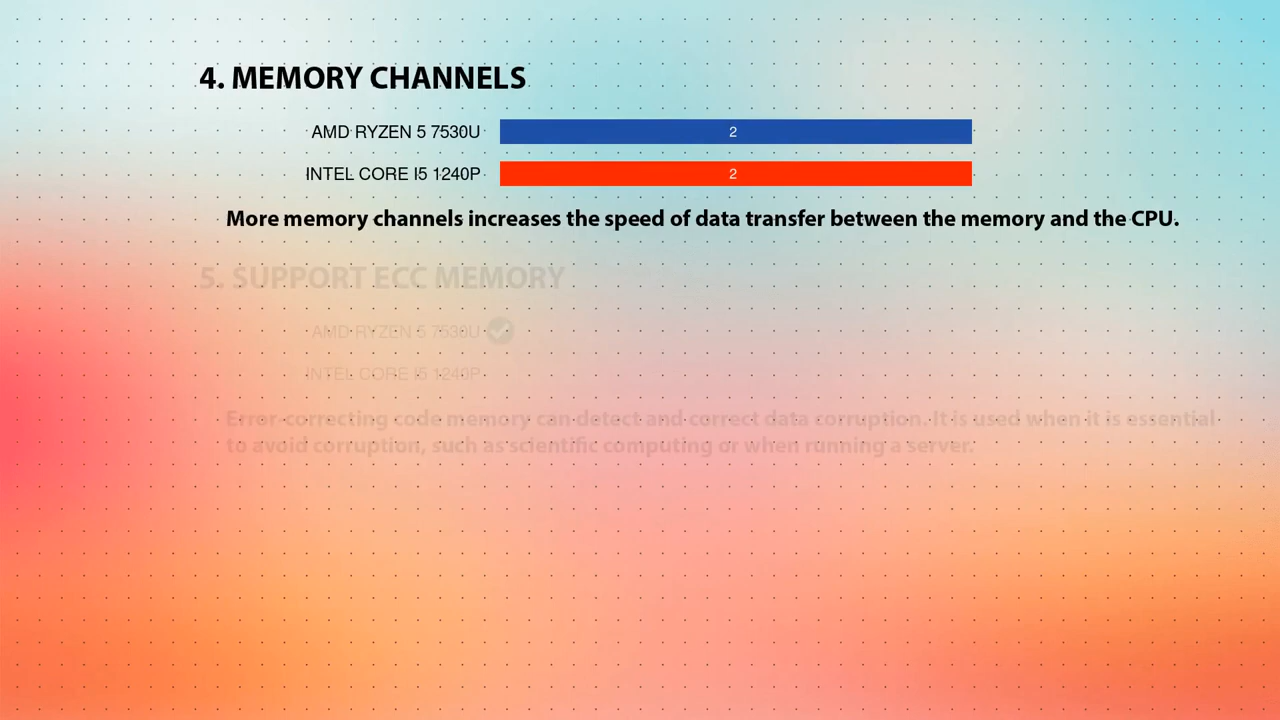 4. MEMORY CHANNELS
AMD RYZEN 5 7530U
2
INTEL CORE I5 1240P
2
More memory channels increases the speed of data transfer between the memory and the CPU.
5. SUPPORT ECC MEMORY
AMD RYZEN 5 7530U
INTEL CORE I5 1240P
Error-correcting code memory can detect and correct data corruption. It is used when it is essential
to avoid corruption, such as scientific computing or when running a server.